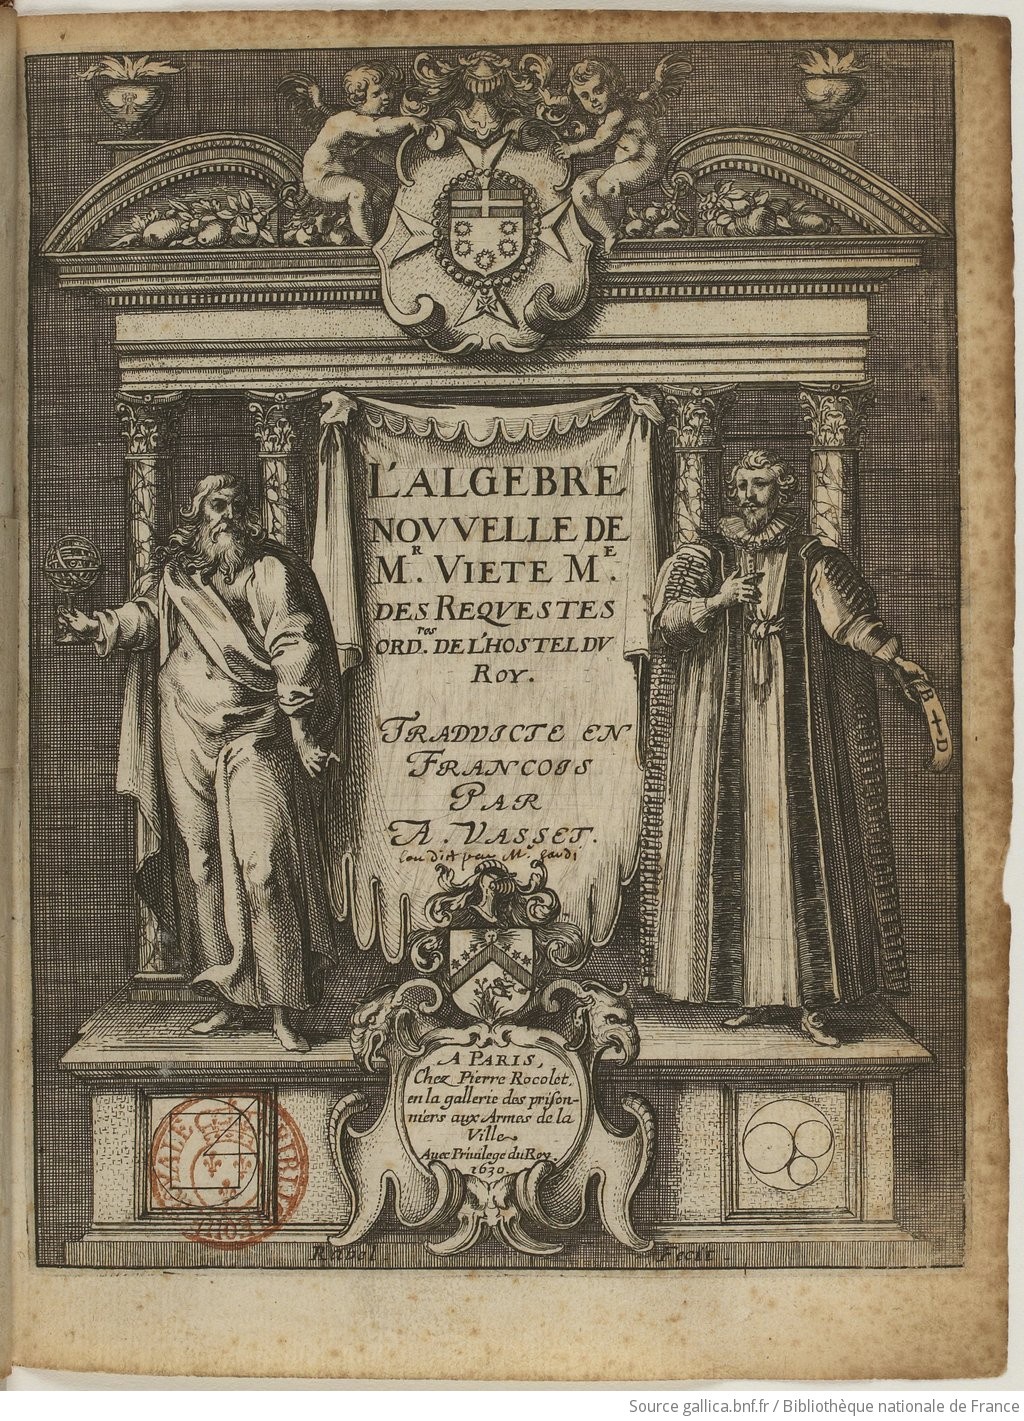 L'ALGEBRE
NOVVELLE DE
Mᴿ. VIETE Mᴱ.
DES REQVESTES
ORD.ʳᵉˢ DE L'HOSTEL DV
ROY.
TRADVICTE EN
FRANCOIS
PAR
A. VASSET.
B + D
A PARIS,
Chez Pierre Rocolet,
en la gallerie des prison-
niers aux Armes de la
Ville
Auec Priuilege du Roy
1630.
Rabel. Fecit.
Source gallica.bnf.fr / Bibliothèque nationale de France